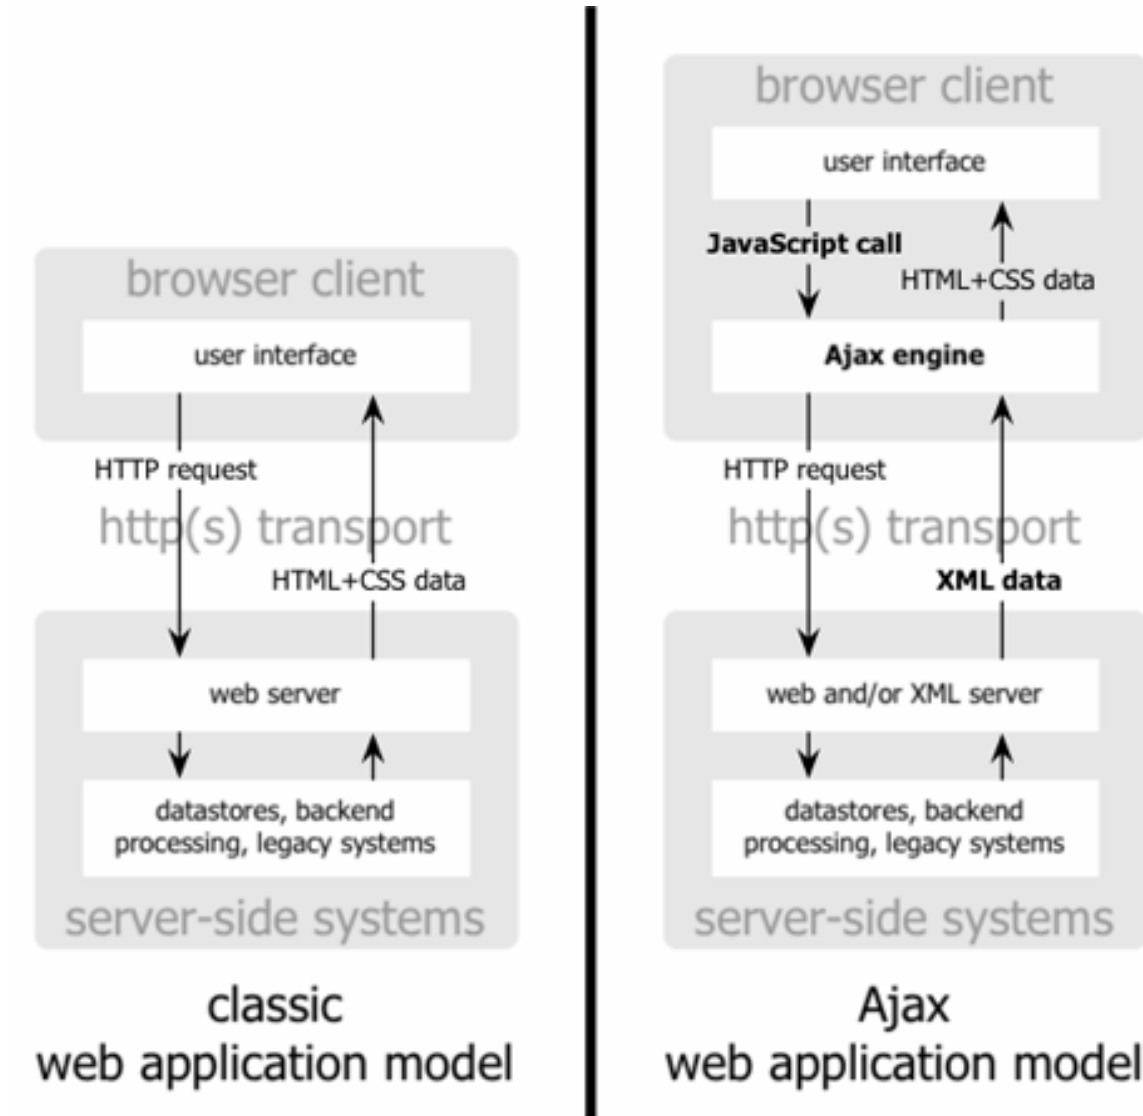 browser client
user interface
HTTP request
http(s) transport
HTML+CSS data
web server
datastores, backend
processing, legacy systems
server-side systems
classic
web application model
browser client
user interface
JavaScript call
HTML+CSS data
Ajax engine
HTTP request
http(s) transport
XML data
web and/or XML server
datastores, backend
processing, legacy systems
server-side systems
Ajax
web application model